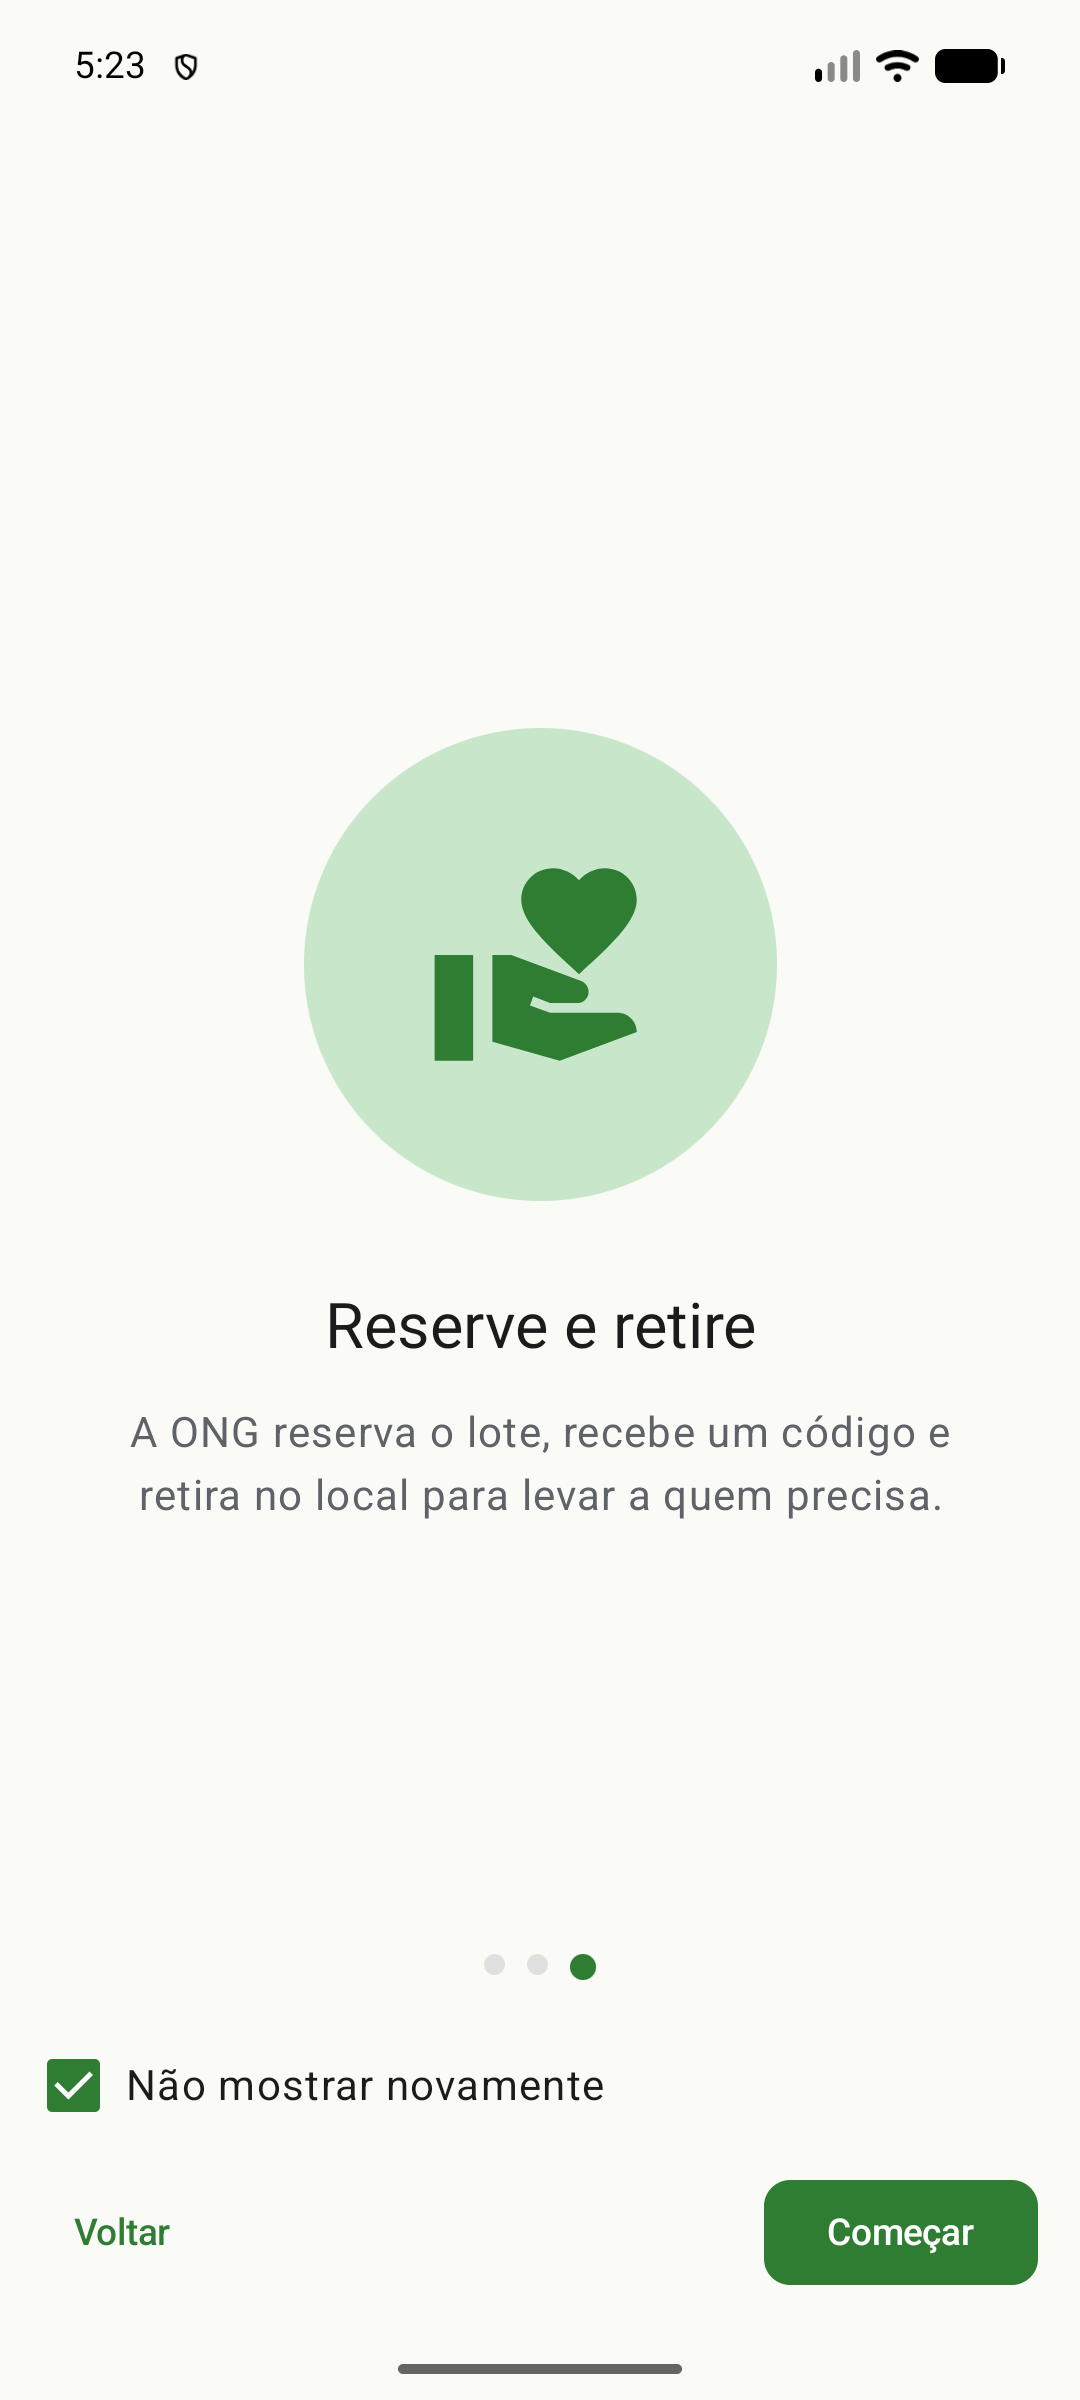 5:23
Reserve e retire
A ONG reserva o lote, recebe um código e
retira no local para levar a quem precisa.
Não mostrar novamente
Voltar
Começar